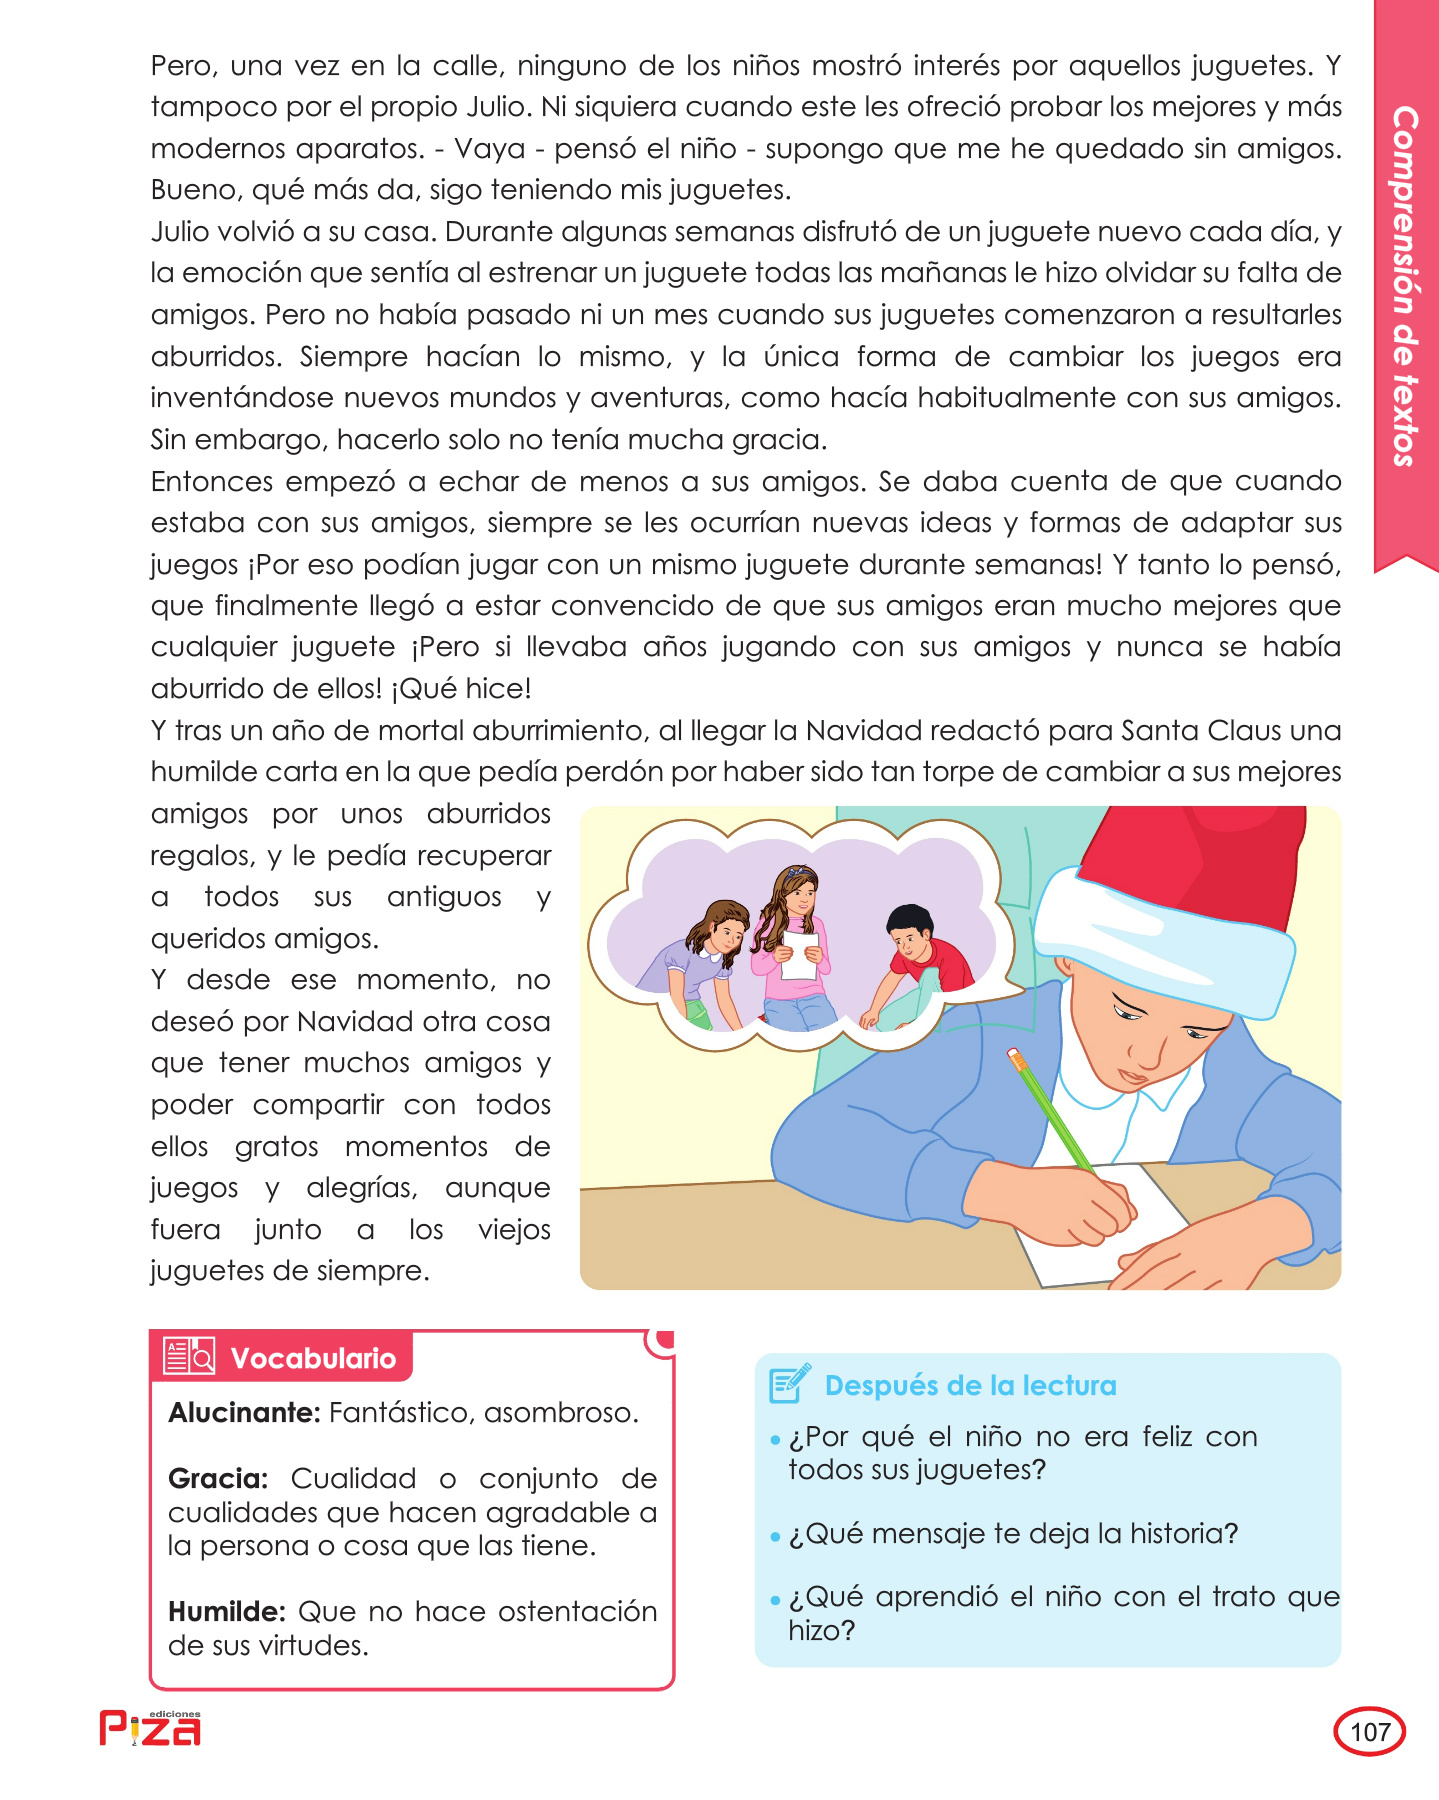 Pero, una vez en la calle, ninguno de los niños mostró interés por aquellos juguetes. Y
tampoco por el propio Julio. Ni siquiera cuando este les ofreció probar los mejores y más
modernos aparatos. - Vaya - pensó el niño - supongo que me he quedado sin amigos.
Bueno, qué más da, sigo teniendo mis juguetes.
Julio volvió a su casa. Durante algunas semanas disfrutó de un juguete nuevo cada día, y
la emoción que sentía al estrenar un juguete todas las mañanas le hizo olvidar su falta de
amigos. Pero no había pasado ni un mes cuando sus juguetes comenzaron a resultarles
aburridos. Siempre hacían lo mismo, y la única forma de cambiar los juegos era
inventándose nuevos mundos y aventuras, como hacía habitualmente con sus amigos.
Sin embargo, hacerlo solo no tenía mucha gracia.
Entonces empezó a echar de menos a sus amigos. Se daba cuenta de que cuando
estaba con sus amigos, siempre se les ocurrían nuevas ideas y formas de adaptar sus
juegos ¡Por eso podían jugar con un mismo juguete durante semanas! Y tanto lo pensó,
que finalmente llegó a estar convencido de que sus amigos eran mucho mejores que
cualquier juguete ¡Pero si llevaba años jugando con sus amigos y nunca se había
aburrido de ellos! ¡Qué hice!
Y tras un año de mortal aburrimiento, al llegar la Navidad redactó para Santa Claus una
humilde carta en la que pedía perdón por haber sido tan torpe de cambiar a sus mejores
amigos por unos aburridos
regalos, y le pedía recuperar
a todos sus antiguos y
queridos amigos.
Y desde ese momento, no
deseó por Navidad otra cosa
que tener muchos amigos y
poder compartir con todos
ellos gratos momentos de
juegos y alegrías, aunque
fuera junto a los viejos
juguetes de siempre.
Comprensión de textos
Vocabulario
Alucinante: Fantástico, asombroso.
Gracia: Cualidad o conjunto de
cualidades que hacen agradable a
la persona o cosa que las tiene.
Humilde: Que no hace ostentación
de sus virtudes.
Después de la lectura
• ¿Por qué el niño no era feliz con
todos sus juguetes?
• ¿Qué mensaje te deja la historia?
• ¿Qué aprendió el niño con el trato que
hizo?
ediciones
Piza
107